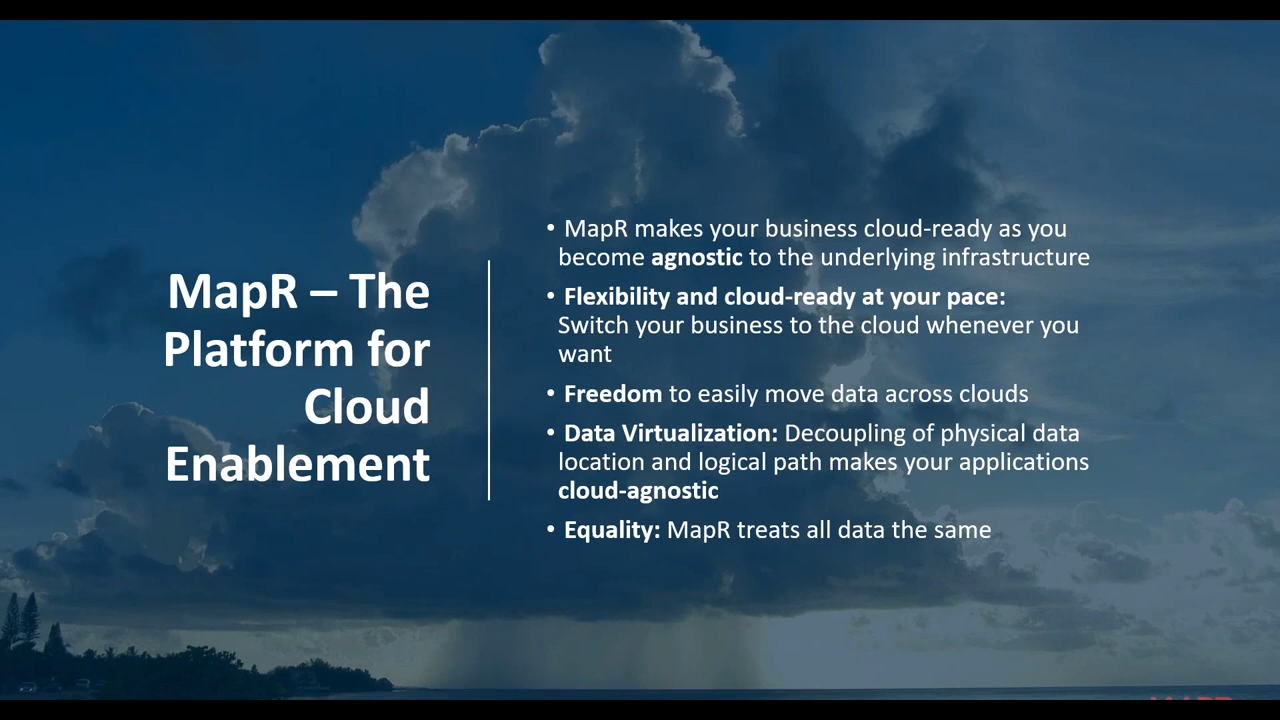 MapR – The
Platform for
Cloud
Enablement
• MapR makes your business cloud-ready as you
become agnostic to the underlying infrastructure
• Flexibility and cloud-ready at your pace:
Switch your business to the cloud whenever you
want
• Freedom to easily move data across clouds
• Data Virtualization: Decoupling of physical data
location and logical path makes your applications
cloud-agnostic
• Equality: MapR treats all data the same